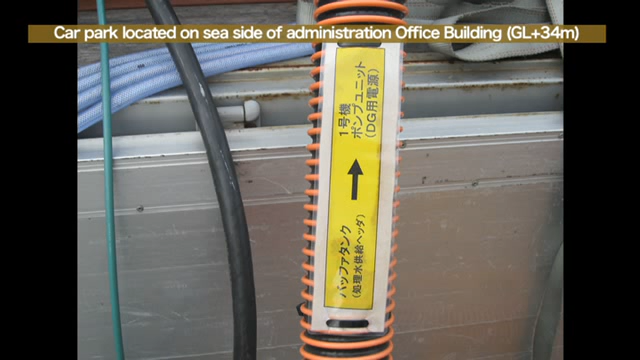 Car park located on sea side of administration Office Building (GL+34m)
1号機
ポンプユニット
(DG用電源)
バッファタンク
(処理水供給ヘッダ)